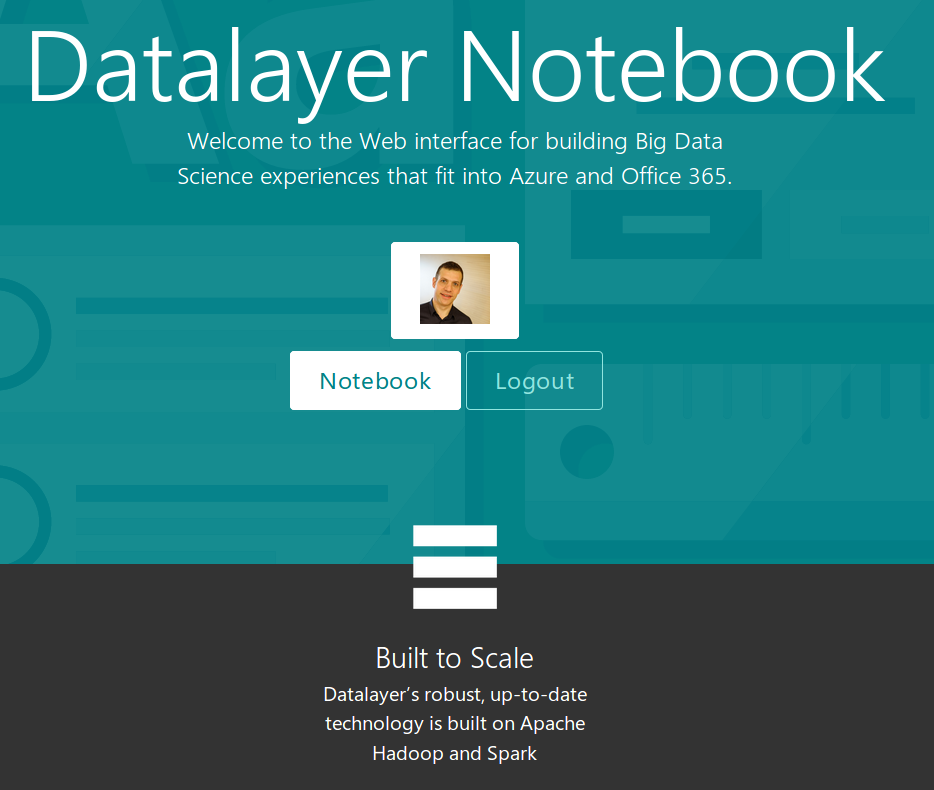 Datalayer Notebook
Welcome to the Web interface for building Big Data
Science experiences that fit into Azure and Office 365.
Notebook
Logout
Built to Scale
Datalayer's robust, up-to-date
technology is built on Apache
Hadoop and Spark